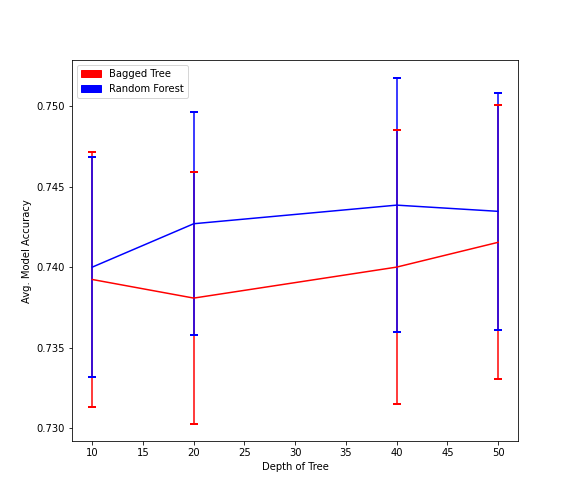 Bagged Tree
Random Forest
0.750
0.745
0.740
0.735
0.730
Avg. Model Accuracy
10 15 20 25 30 35 40 45 50
Depth of Tree